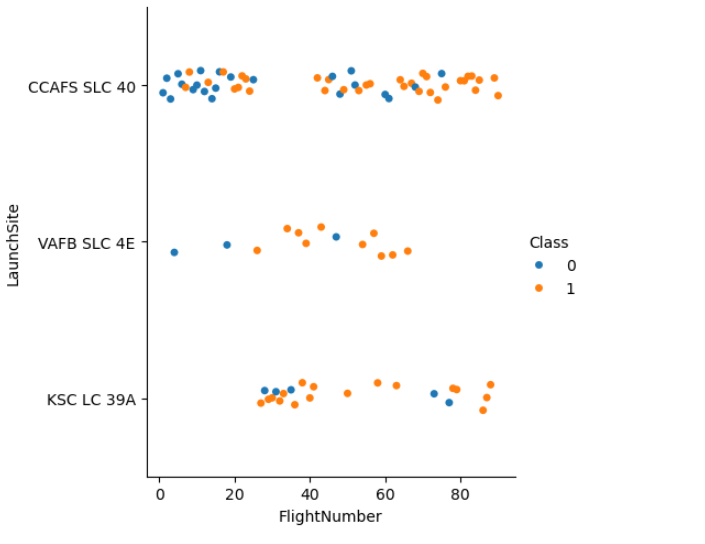 CCAFS SLC 40
VAFB SLC 4E
KSC LC 39A
LaunchSite
0 20 40 60 80
FlightNumber
Class
0
1